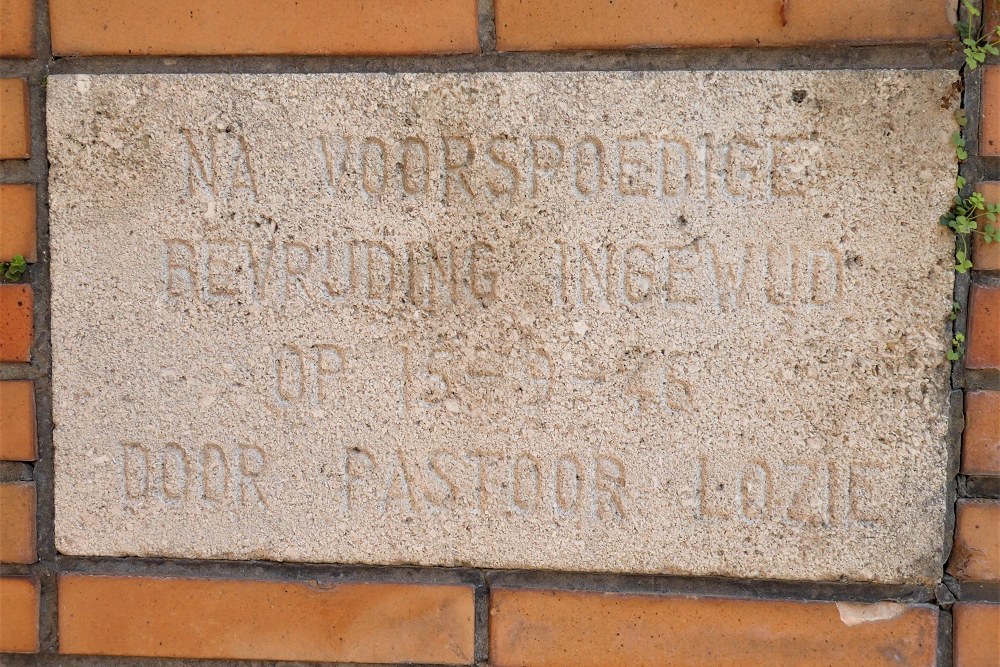 NA VOORSPOEDIGE
BEVRIJDING INGEWIJD
OP 15-9-46
DOOR PASTOOR LOZIE